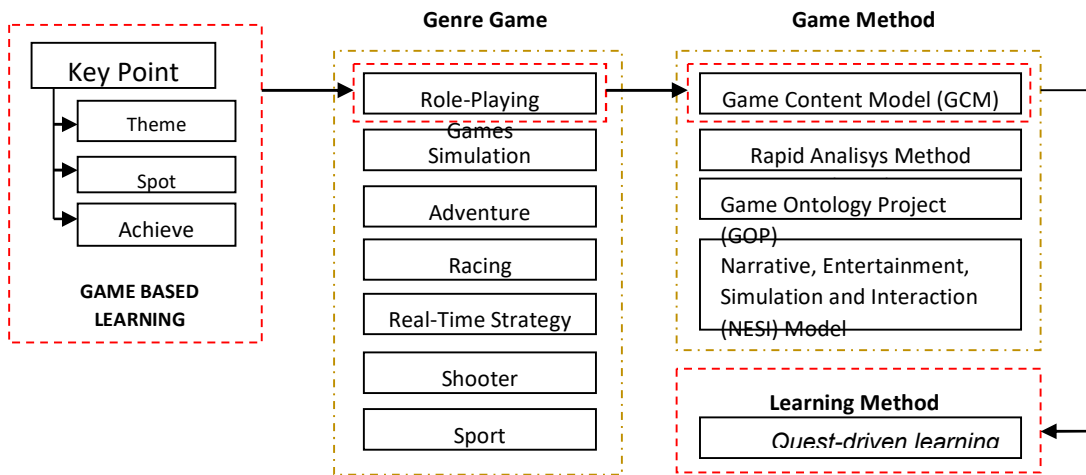 Key Point
Theme
Spot
Achieve
GAME BASED
LEARNING
Genre Game
Role-Playing
Games
Simulation
Adventure
Racing
Real-Time Strategy
Shooter
Sport
Game Method
Game Content Model (GCM)
Rapid Analisys Method
Game Ontology Project
(GOP)
Narrative, Entertainment,
Simulation and Interaction
(NESI) Model
Learning Method
Quest-driven learning